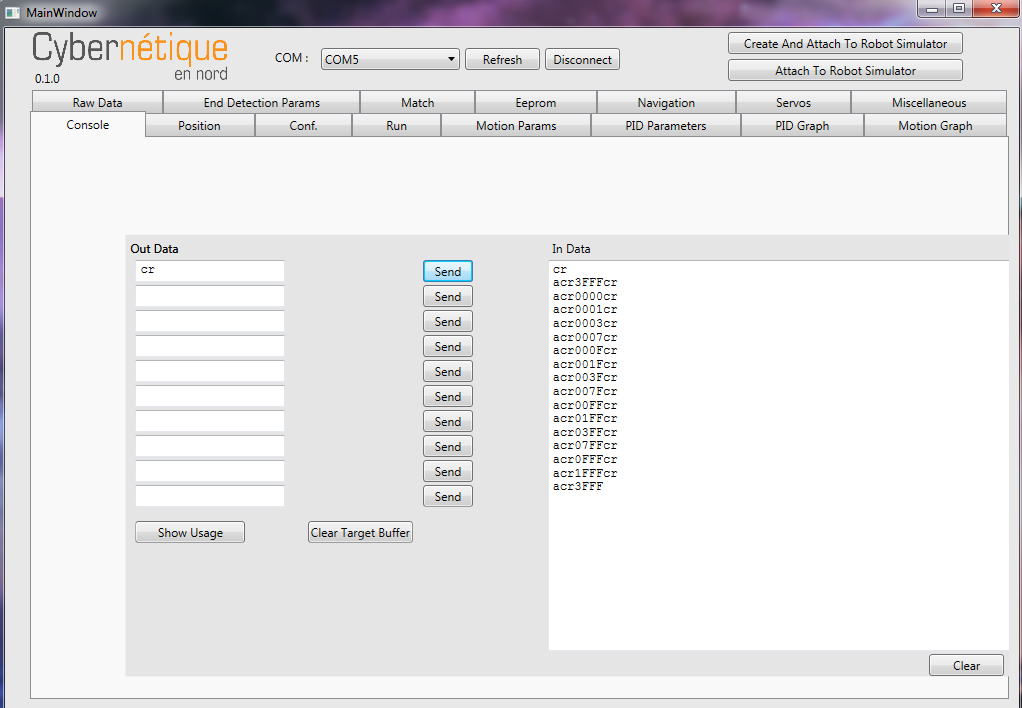 MainWindow
Cybernétique
en nord
0.1.0
COM :
COM5
Refresh
Disconnect
Create And Attach To Robot Simulator
Attach To Robot Simulator
Raw Data
End Detection Params
Match
Eeprom
Navigation
Servos
Miscellaneous
Console
Position
Conf.
Run
Motion Params
PID Parameters
PID Graph
Motion Graph
Out Data
cr
Send
Send
Send
Send
Send
Send
Send
Send
Send
Send
Show Usage
Clear Target Buffer
In Data
cr
acr3FFFcr
acr0000cr
acr0001cr
acr0003cr
acr0007cr
acr000Fcr
acr001Fcr
acr003Fcr
acr007Fcr
acr00FFcr
acr01FFcr
acr03FFcr
acr07FFcr
acr0FFFcr
acr1FFFcr
acr3FFF
Clear